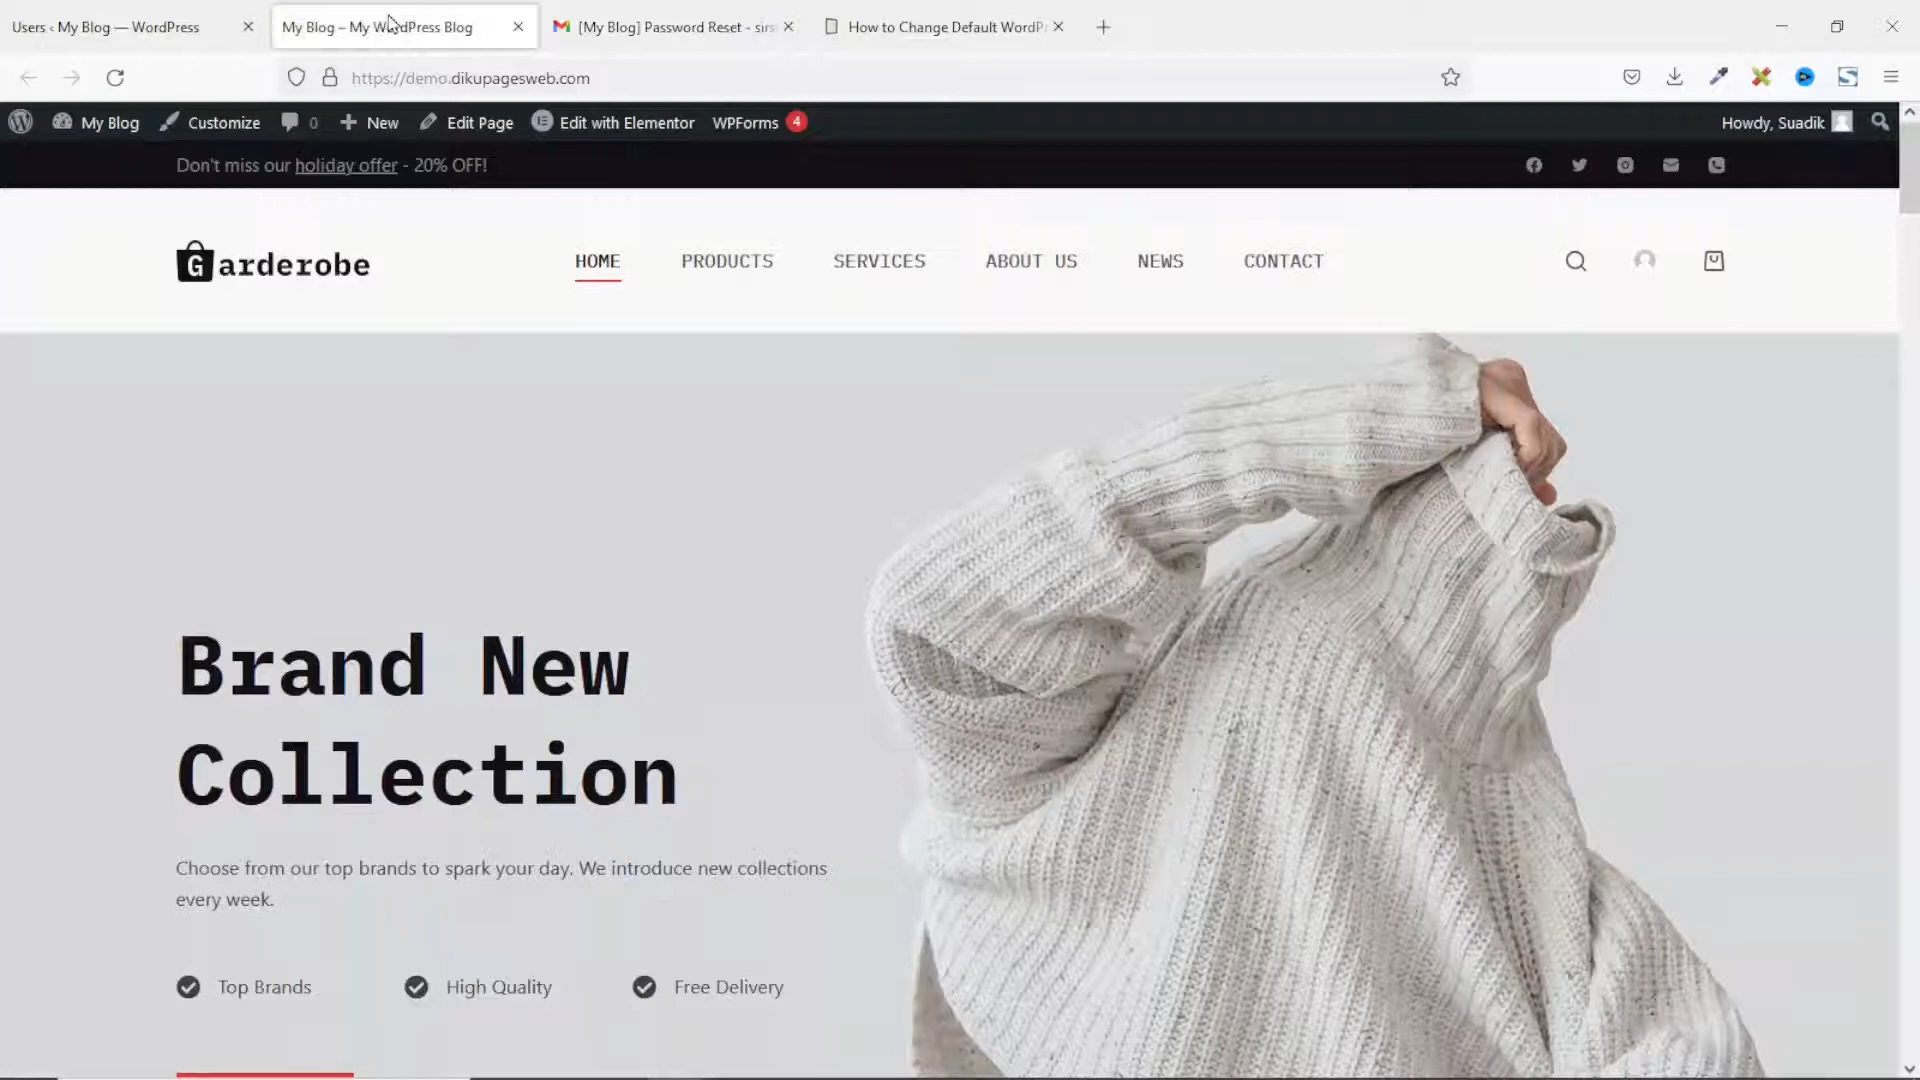 Users ‹ My Blog — WordPress
My Blog – My WordPress Blog
[My Blog] Password Reset - sirs
How to Change Default WordPr
https://demo.dikupagesweb.com
My Blog
Customize
0
New
Edit Page
Edit with Elementor
WPForms 4
Howdy, Suadik
Don't miss our holiday offer - 20% OFF!
Garderobe
HOME
PRODUCTS
SERVICES
ABOUT US
NEWS
CONTACT
Brand New
Collection
Choose from our top brands to spark your day. We introduce new collections
every week.
Top Brands
High Quality
Free Delivery